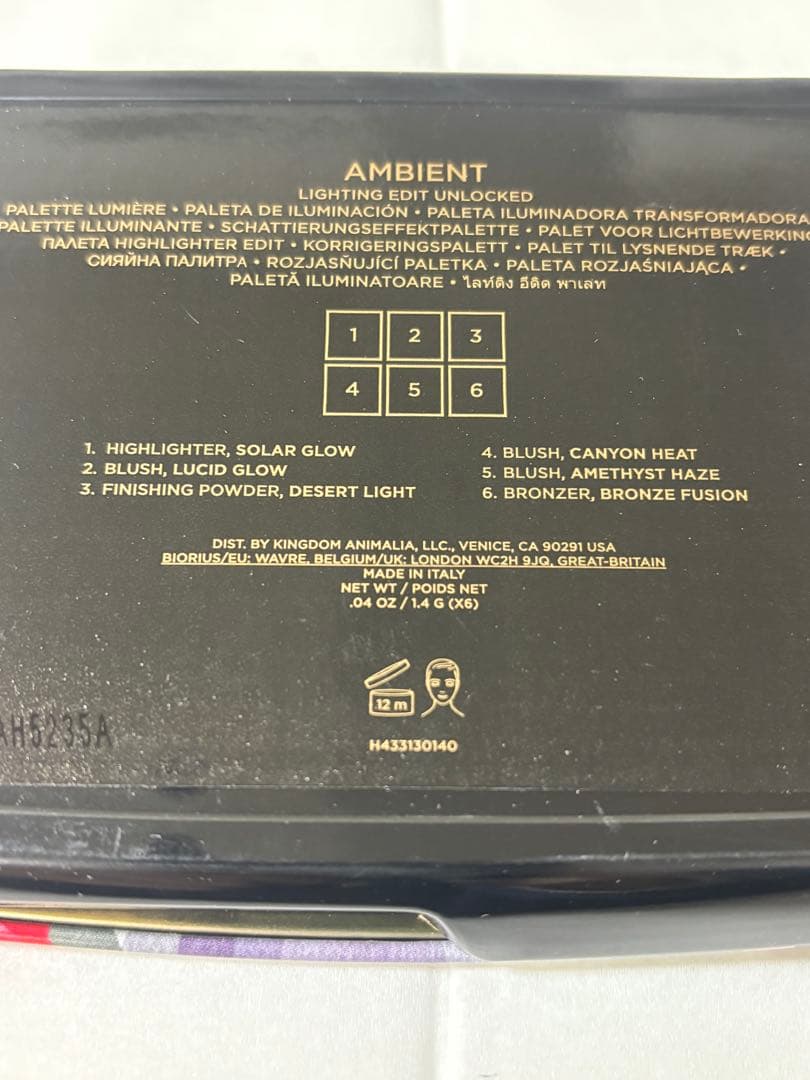 AMBIENT
LIGHTING EDIT UNLOCKED
PALETTE LUMIÈRE • PALETA DE ILUMINACIÓN • PALETA ILUMINADORA TRANSFORMADORA
PALETTE ILLUMINANTE • SCHATTIERUNGSEFFEKTPALETTE • PALET VOOR LICHTBEWERKING
ПАЛЕТА HIGHLIGHTER EDIT • KORRIGERINGSPALETT • PALET TIL LYSNENDE TRÆK •
СИЯЙНА ПАЛИТРА • ROZJASŇUJÍCÍ PALETKA • PALETA ROZJAŚNIAJĄCA •
PALETĂ ILUMINATOARE • ไลท์ติง อีดิต พาเลท
1 2 3
4 5 6
1. HIGHLIGHTER, SOLAR GLOW
2. BLUSH, LUCID GLOW
3. FINISHING POWDER, DESERT LIGHT
4. BLUSH, CANYON HEAT
5. BLUSH, AMETHYST HAZE
6. BRONZER, BRONZE FUSION
DIST. BY KINGDOM ANIMALIA, LLC., VENICE, CA 90291 USA
BIORIUS/EU: WAVRE, BELGIUM/UK: LONDON WC2H 9JQ, GREAT-BRITAIN
MADE IN ITALY
NET WT / POIDS NET
.04 OZ / 1.4 G (X6)
12 m
AH5235A
H433130140